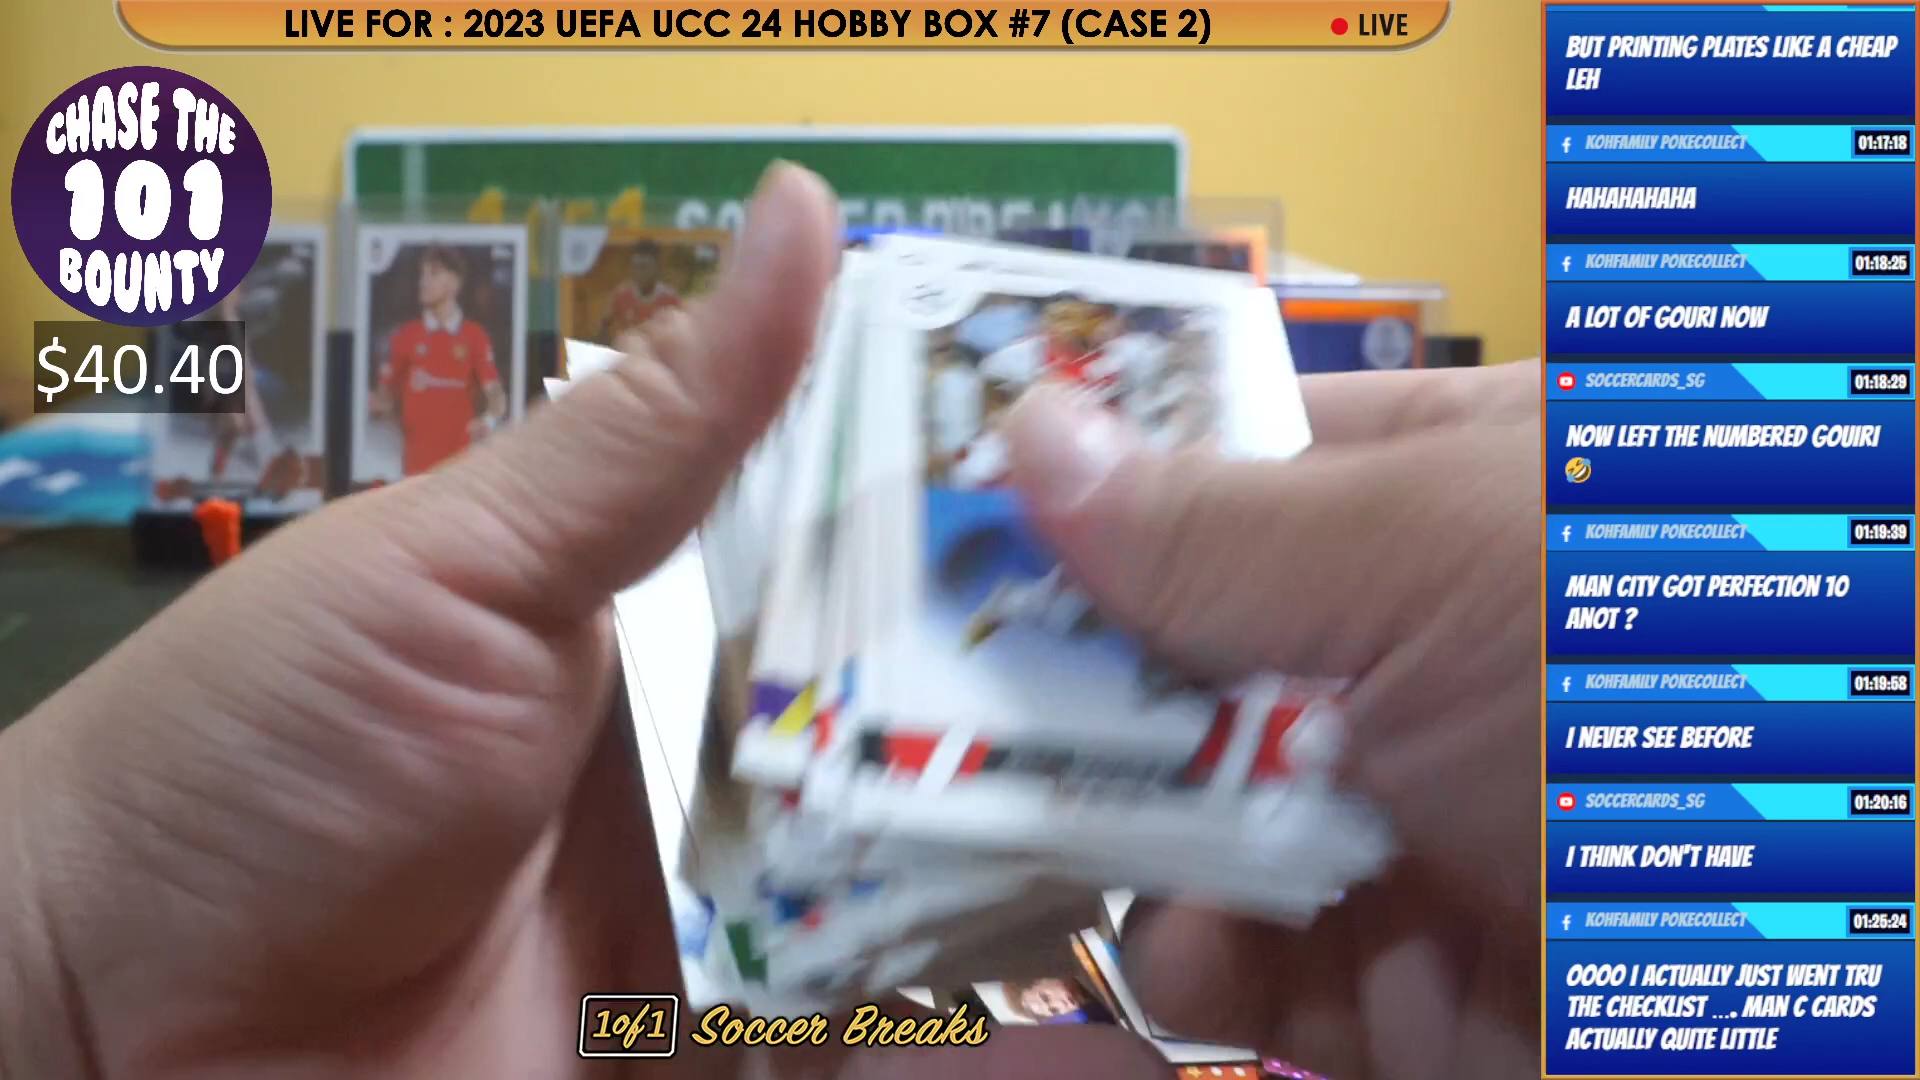 LIVE FOR : 2023 UEFA UCC 24 HOBBY BOX #7 (CASE 2)
LIVE
CHASE THE
101
BOUNTY
$40.40
1of1 Soccer Breaks
BUT PRINTING PLATES LIKE A CHEAP
LEH
KOHFAMILY POKECOLLECT
01:17:18
HAHAHAHAHA
KOHFAMILY POKECOLLECT
01:18:25
A LOT OF GOURI NOW
SOCCERCARDS_SG
01:18:29
NOW LEFT THE NUMBERED GOUIRI
🤣
KOHFAMILY POKECOLLECT
01:19:39
MAN CITY GOT PERFECTION 10
ANOT ?
KOHFAMILY POKECOLLECT
01:19:58
I NEVER SEE BEFORE
SOCCERCARDS_SG
01:20:16
I THINK DON'T HAVE
KOHFAMILY POKECOLLECT
01:25:24
OOOO I ACTUALLY JUST WENT TRU
THE CHECKLIST .... MAN C CARDS
ACTUALLY QUITE LITTLE